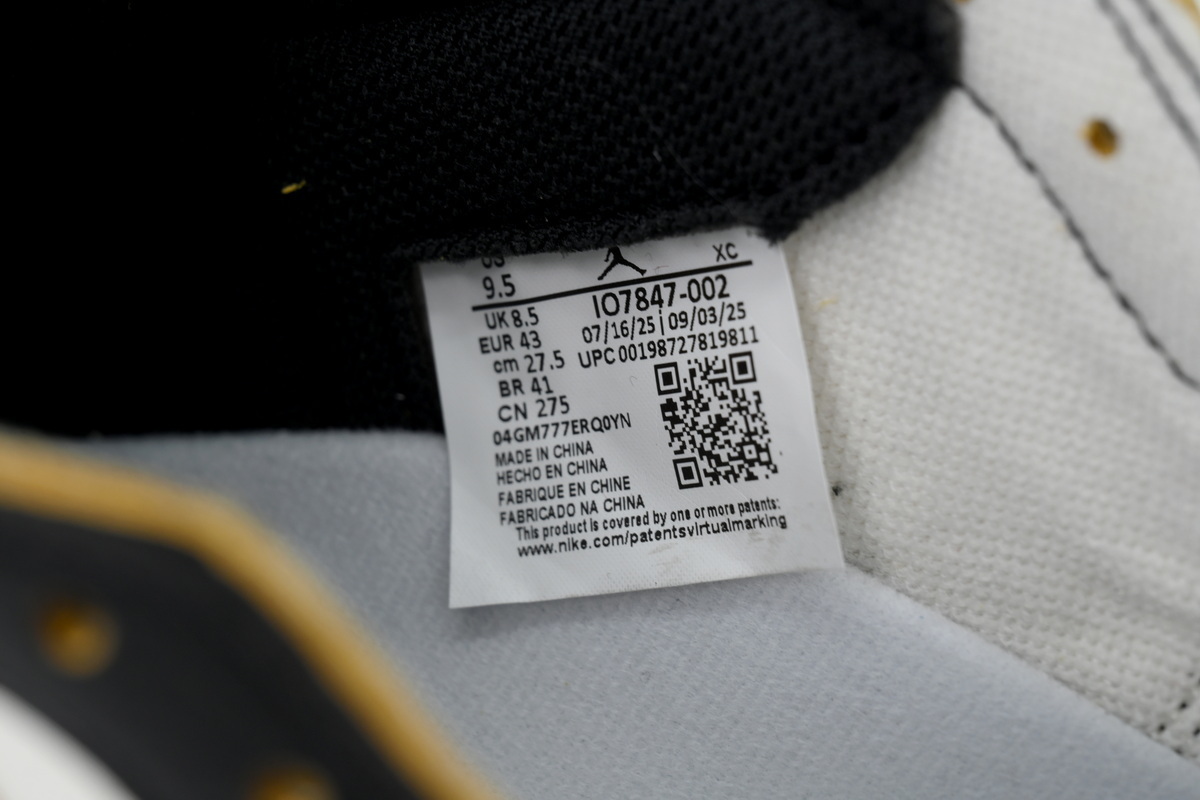 US XC
9.5
IO7847-002
UK 8.5
07/16/25 | 09/03/25
EUR 43
UPC 00198727819811
cm 27.5
BR 41
CN 275
04GM777ERQ0YN
MADE IN CHINA
HECHO EN CHINA
FABRIQUE EN CHINE
FABRICADO NA CHINA
This product is covered by one or more patents:
www.nike.com/patentsvirtualmarking